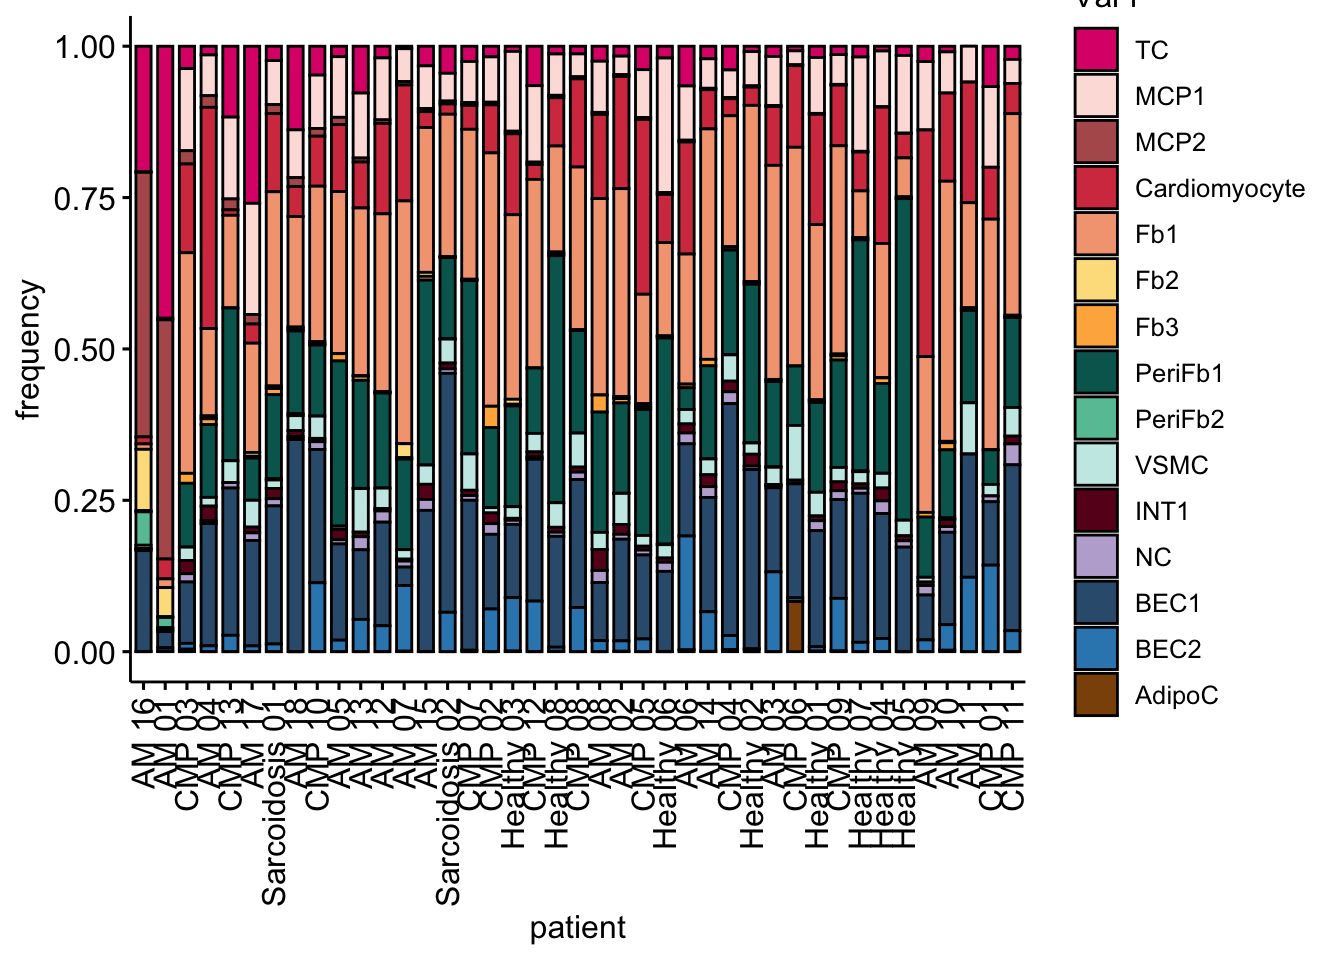 Var1
TC
MCP1
MCP2
Cardiomyocyte
Fb1
Fb2
Fb3
PeriFb1
PeriFb2
VSMC
INT1
NC
BEC1
BEC2
AdipoC
frequency
1.00
0.75
0.50
0.25
0.00
AM 16
AM 01
CMP 03
AM 04
CMP 13
AM 17
Sarcoidosis 01
AM 18
CMP 10
AM 05
AM 13
AM 12
AM 07
AM 15
Sarcoidosis 02
CMP 07
CMP 02
Healthy 03
CMP 12
Healthy 08
CMP 08
AM 08
AM 02
CMP 05
Healthy 06
AM 06
AM 14
CMP 04
Healthy 02
AM 03
CMP 06
Healthy 01
CMP 09
Healthy 07
Healthy 04
Healthy 05
AM 09
AM 10
AM 11
CMP 01
CMP 11
patient